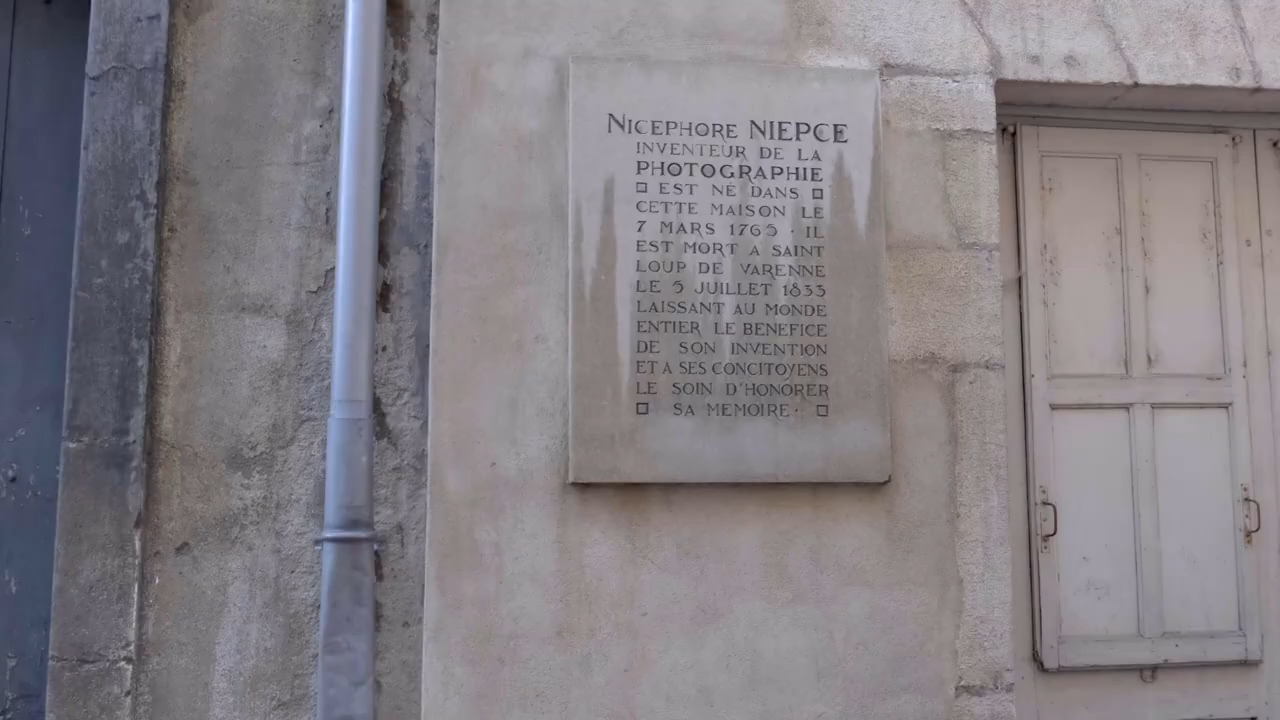 NICEPHORE NIEPCE
INVENTEUR DE LA
PHOTOGRAPHIE
EST NÉ DANS
CETTE MAISON LE
7 MARS 1765 · IL
EST MORT A SAINT
LOUP DE VARENNE
LE 5 JUILLET 1833
LAISSANT AU MONDE
ENTIER LE BENEFICE
DE SON INVENTION
ET A SES CONCITOYENS
LE SOIN D'HONORER
SA MEMOIRE·